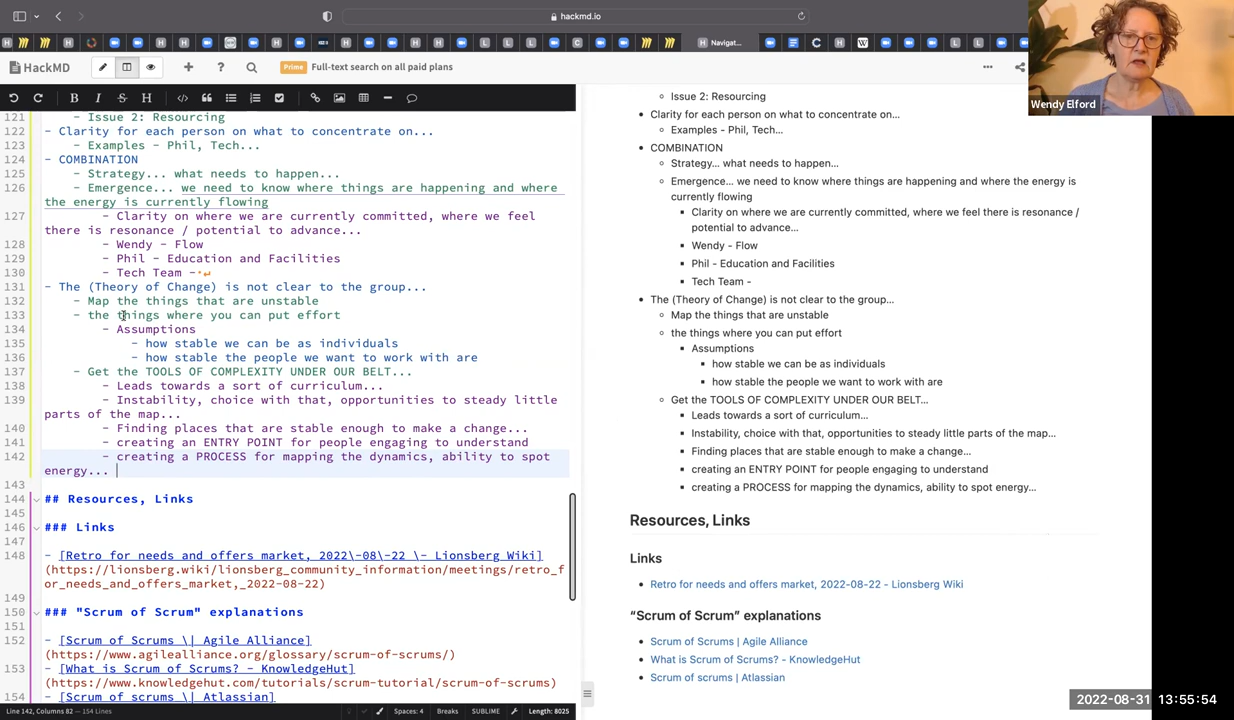 hackmd.io
Navigat...
HackMD
Prime Full-text search on all paid plans
Wendy Elford
121 - Issue 2: Resourcing
122 - Clarity for each person on what to concentrate on...
123 - Examples - Phil, Tech...
124 - COMBINATION
125 - Strategy... what needs to happen...
126 - Emergence... we need to know where things are happening and where
the energy is currently flowing
127 - Clarity on where we are currently committed, where we feel
there is resonance / potential to advance...
128 - Wendy - Flow
129 - Phil - Education and Facilities
130 - Tech Team -
131 - The (Theory of Change) is not clear to the group...
132 - Map the things that are unstable
133 - the things where you can put effort
134 - Assumptions
135 - how stable we can be as individuals
136 - how stable the people we want to work with are
137 - Get the TOOLS OF COMPLEXITY UNDER OUR BELT...
138 - Leads towards a sort of curriculum...
139 - Instability, choice with that, opportunities to steady little
parts of the map...
140 - Finding places that are stable enough to make a change...
141 - creating an ENTRY POINT for people engaging to understand
142 - creating a PROCESS for mapping the dynamics, ability to spot
energy...
143
144 ## Resources, Links
145
146 ### Links
147
148 - [Retro for needs and offers market, 2022\-08\-22 \- Lionsberg Wiki]
(https://lionsberg.wiki/lionsberg_community_information/meetings/retro_f
or_needs_and_offers_market,_2022-08-22)
149
150 ### "Scrum of Scrum" explanations
151
152 - [Scrum of Scrums \| Agile Alliance]
(https://www.agilealliance.org/glossary/scrum-of-scrums/)
153 - [What is Scrum of Scrums? - KnowledgeHut]
(https://www.knowledgehut.com/tutorials/scrum-tutorial/scrum-of-scrums)
154 - [Scrum of scrums \| Atlassian]
Line 142, Columns 82 — 154 Lines
Spaces: 4 Breaks SUBLIME Length: 8025
Issue 2: Resourcing
Clarity for each person on what to concentrate on…
Examples - Phil, Tech…
COMBINATION
Strategy… what needs to happen…
Emergence… we need to know where things are happening and where the energy is
currently flowing
Clarity on where we are currently committed, where we feel there is resonance /
potential to advance…
Wendy - Flow
Phil - Education and Facilities
Tech Team -
The (Theory of Change) is not clear to the group…
Map the things that are unstable
the things where you can put effort
Assumptions
how stable we can be as individuals
how stable the people we want to work with are
Get the TOOLS OF COMPLEXITY UNDER OUR BELT…
Leads towards a sort of curriculum…
Instability, choice with that, opportunities to steady little parts of the map…
Finding places that are stable enough to make a change…
creating an ENTRY POINT for people engaging to understand
creating a PROCESS for mapping the dynamics, ability to spot energy…
Resources, Links
Links
Retro for needs and offers market, 2022-08-22 - Lionsberg Wiki
“Scrum of Scrum” explanations
Scrum of Scrums | Agile Alliance
What is Scrum of Scrums? - KnowledgeHut
Scrum of scrums | Atlassian
2022-08-31 13:55:54